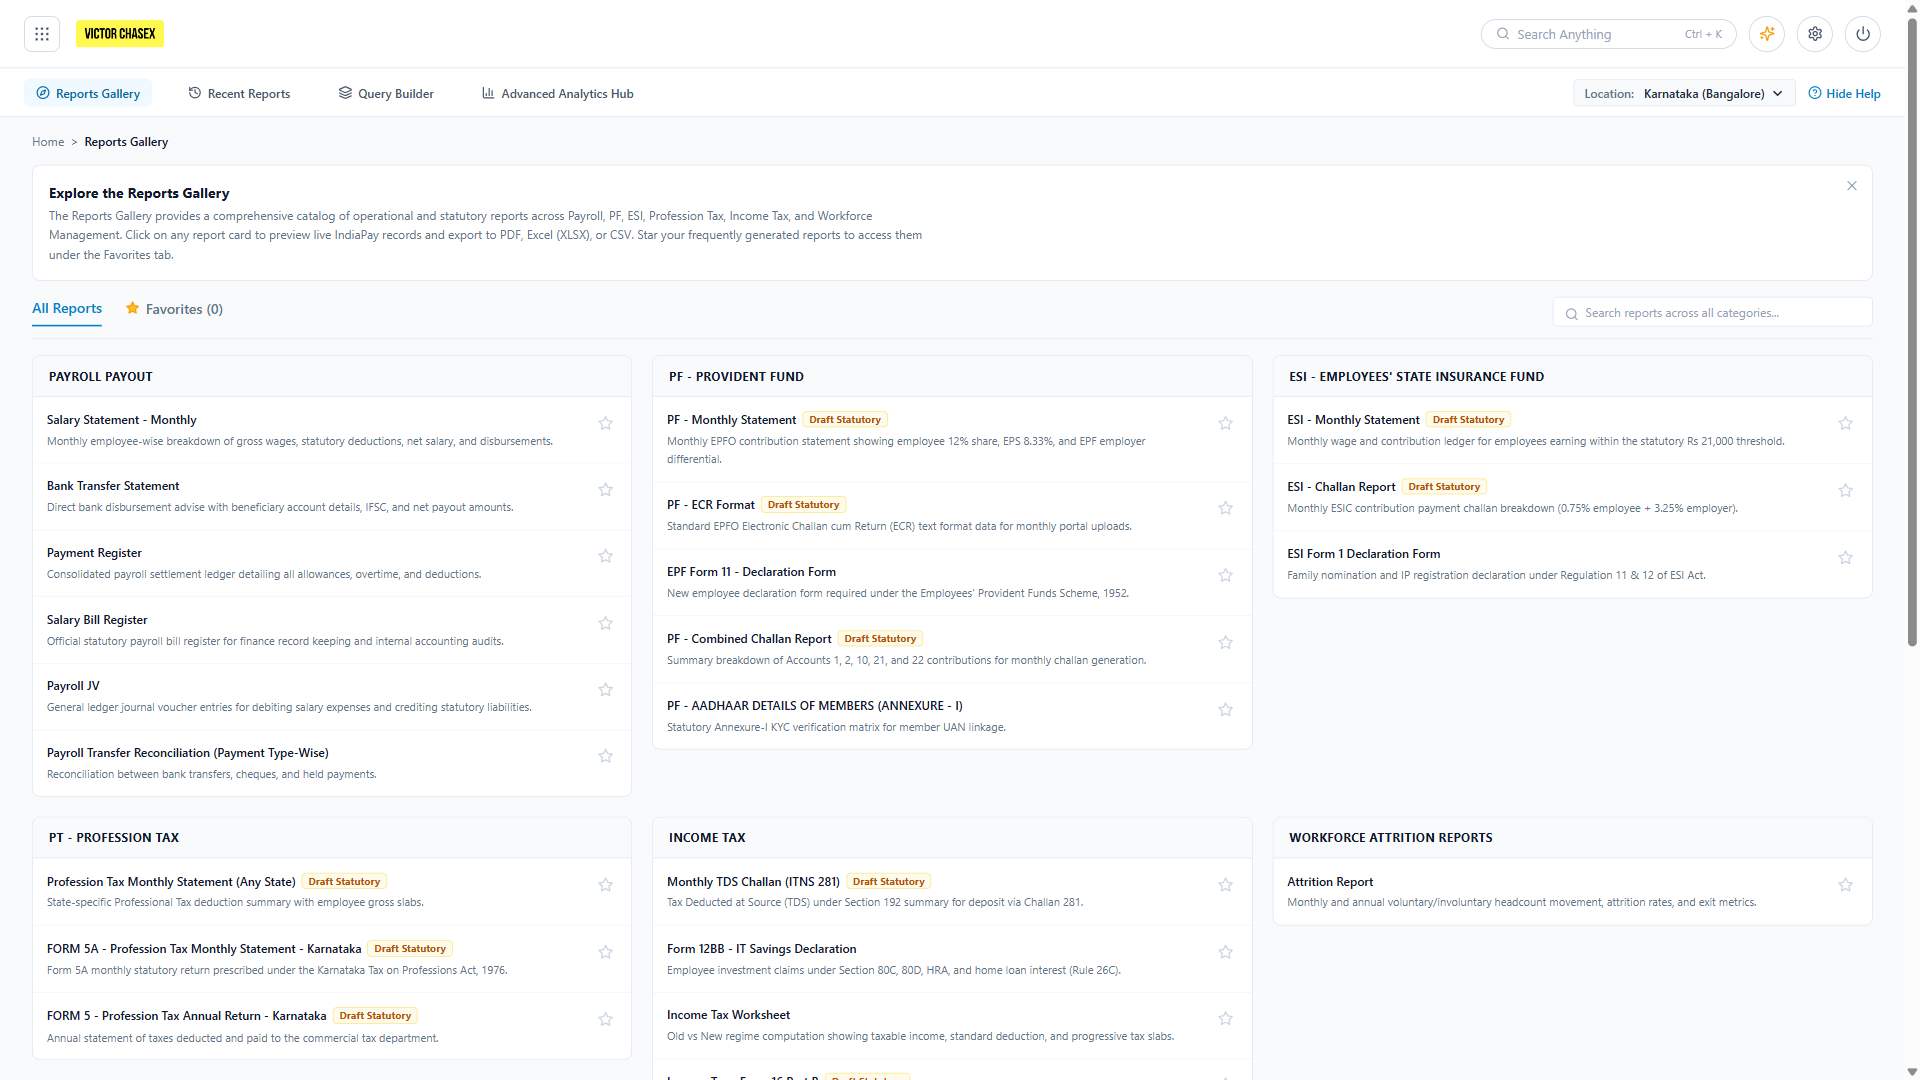 VICTOR CHASEX
Search Anything
Ctrl + K
Reports Gallery
Recent Reports
Query Builder
Advanced Analytics Hub
Location: Karnataka (Bangalore)
Hide Help
Home > Reports Gallery
Explore the Reports Gallery
The Reports Gallery provides a comprehensive catalog of operational and statutory reports across Payroll, PF, ESI, Profession Tax, Income Tax, and Workforce
Management. Click on any report card to preview live IndiaPay records and export to PDF, Excel (XLSX), or CSV. Star your frequently generated reports to access them
under the Favorites tab.
All Reports
Favorites (0)
Search reports across all categories...
PAYROLL PAYOUT
Salary Statement - Monthly
Monthly employee-wise breakdown of gross wages, statutory deductions, net salary, and disbursements.
Bank Transfer Statement
Direct bank disbursement advise with beneficiary account details, IFSC, and net payout amounts.
Payment Register
Consolidated payroll settlement ledger detailing all allowances, overtime, and deductions.
Salary Bill Register
Official statutory payroll bill register for finance record keeping and internal accounting audits.
Payroll JV
General ledger journal voucher entries for debiting salary expenses and crediting statutory liabilities.
Payroll Transfer Reconciliation (Payment Type-Wise)
Reconciliation between bank transfers, cheques, and held payments.
PF - PROVIDENT FUND
PF - Monthly Statement Draft Statutory
Monthly EPFO contribution statement showing employee 12% share, EPS 8.33%, and EPF employer
differential.
PF - ECR Format Draft Statutory
Standard EPFO Electronic Challan cum Return (ECR) text format data for monthly portal uploads.
EPF Form 11 - Declaration Form
New employee declaration form required under the Employees' Provident Funds Scheme, 1952.
PF - Combined Challan Report Draft Statutory
Summary breakdown of Accounts 1, 2, 10, 21, and 22 contributions for monthly challan generation.
PF - AADHAAR DETAILS OF MEMBERS (ANNEXURE - I)
Statutory Annexure-I KYC verification matrix for member UAN linkage.
ESI - EMPLOYEES' STATE INSURANCE FUND
ESI - Monthly Statement Draft Statutory
Monthly wage and contribution ledger for employees earning within the statutory Rs 21,000 threshold.
ESI - Challan Report Draft Statutory
Monthly ESIC contribution payment challan breakdown (0.75% employee + 3.25% employer).
ESI Form 1 Declaration Form
Family nomination and IP registration declaration under Regulation 11 & 12 of ESI Act.
PT - PROFESSION TAX
Profession Tax Monthly Statement (Any State) Draft Statutory
State-specific Professional Tax deduction summary with employee gross slabs.
FORM 5A - Profession Tax Monthly Statement - Karnataka Draft Statutory
Form 5A monthly statutory return prescribed under the Karnataka Tax on Professions Act, 1976.
FORM 5 - Profession Tax Annual Return - Karnataka Draft Statutory
Annual statement of taxes deducted and paid to the commercial tax department.
INCOME TAX
Monthly TDS Challan (ITNS 281) Draft Statutory
Tax Deducted at Source (TDS) under Section 192 summary for deposit via Challan 281.
Form 12BB - IT Savings Declaration
Employee investment claims under Section 80C, 80D, HRA, and home loan interest (Rule 26C).
Income Tax Worksheet
Old vs New regime computation showing taxable income, standard deduction, and progressive tax slabs.
WORKFORCE ATTRITION REPORTS
Attrition Report
Monthly and annual voluntary/involuntary headcount movement, attrition rates, and exit metrics.